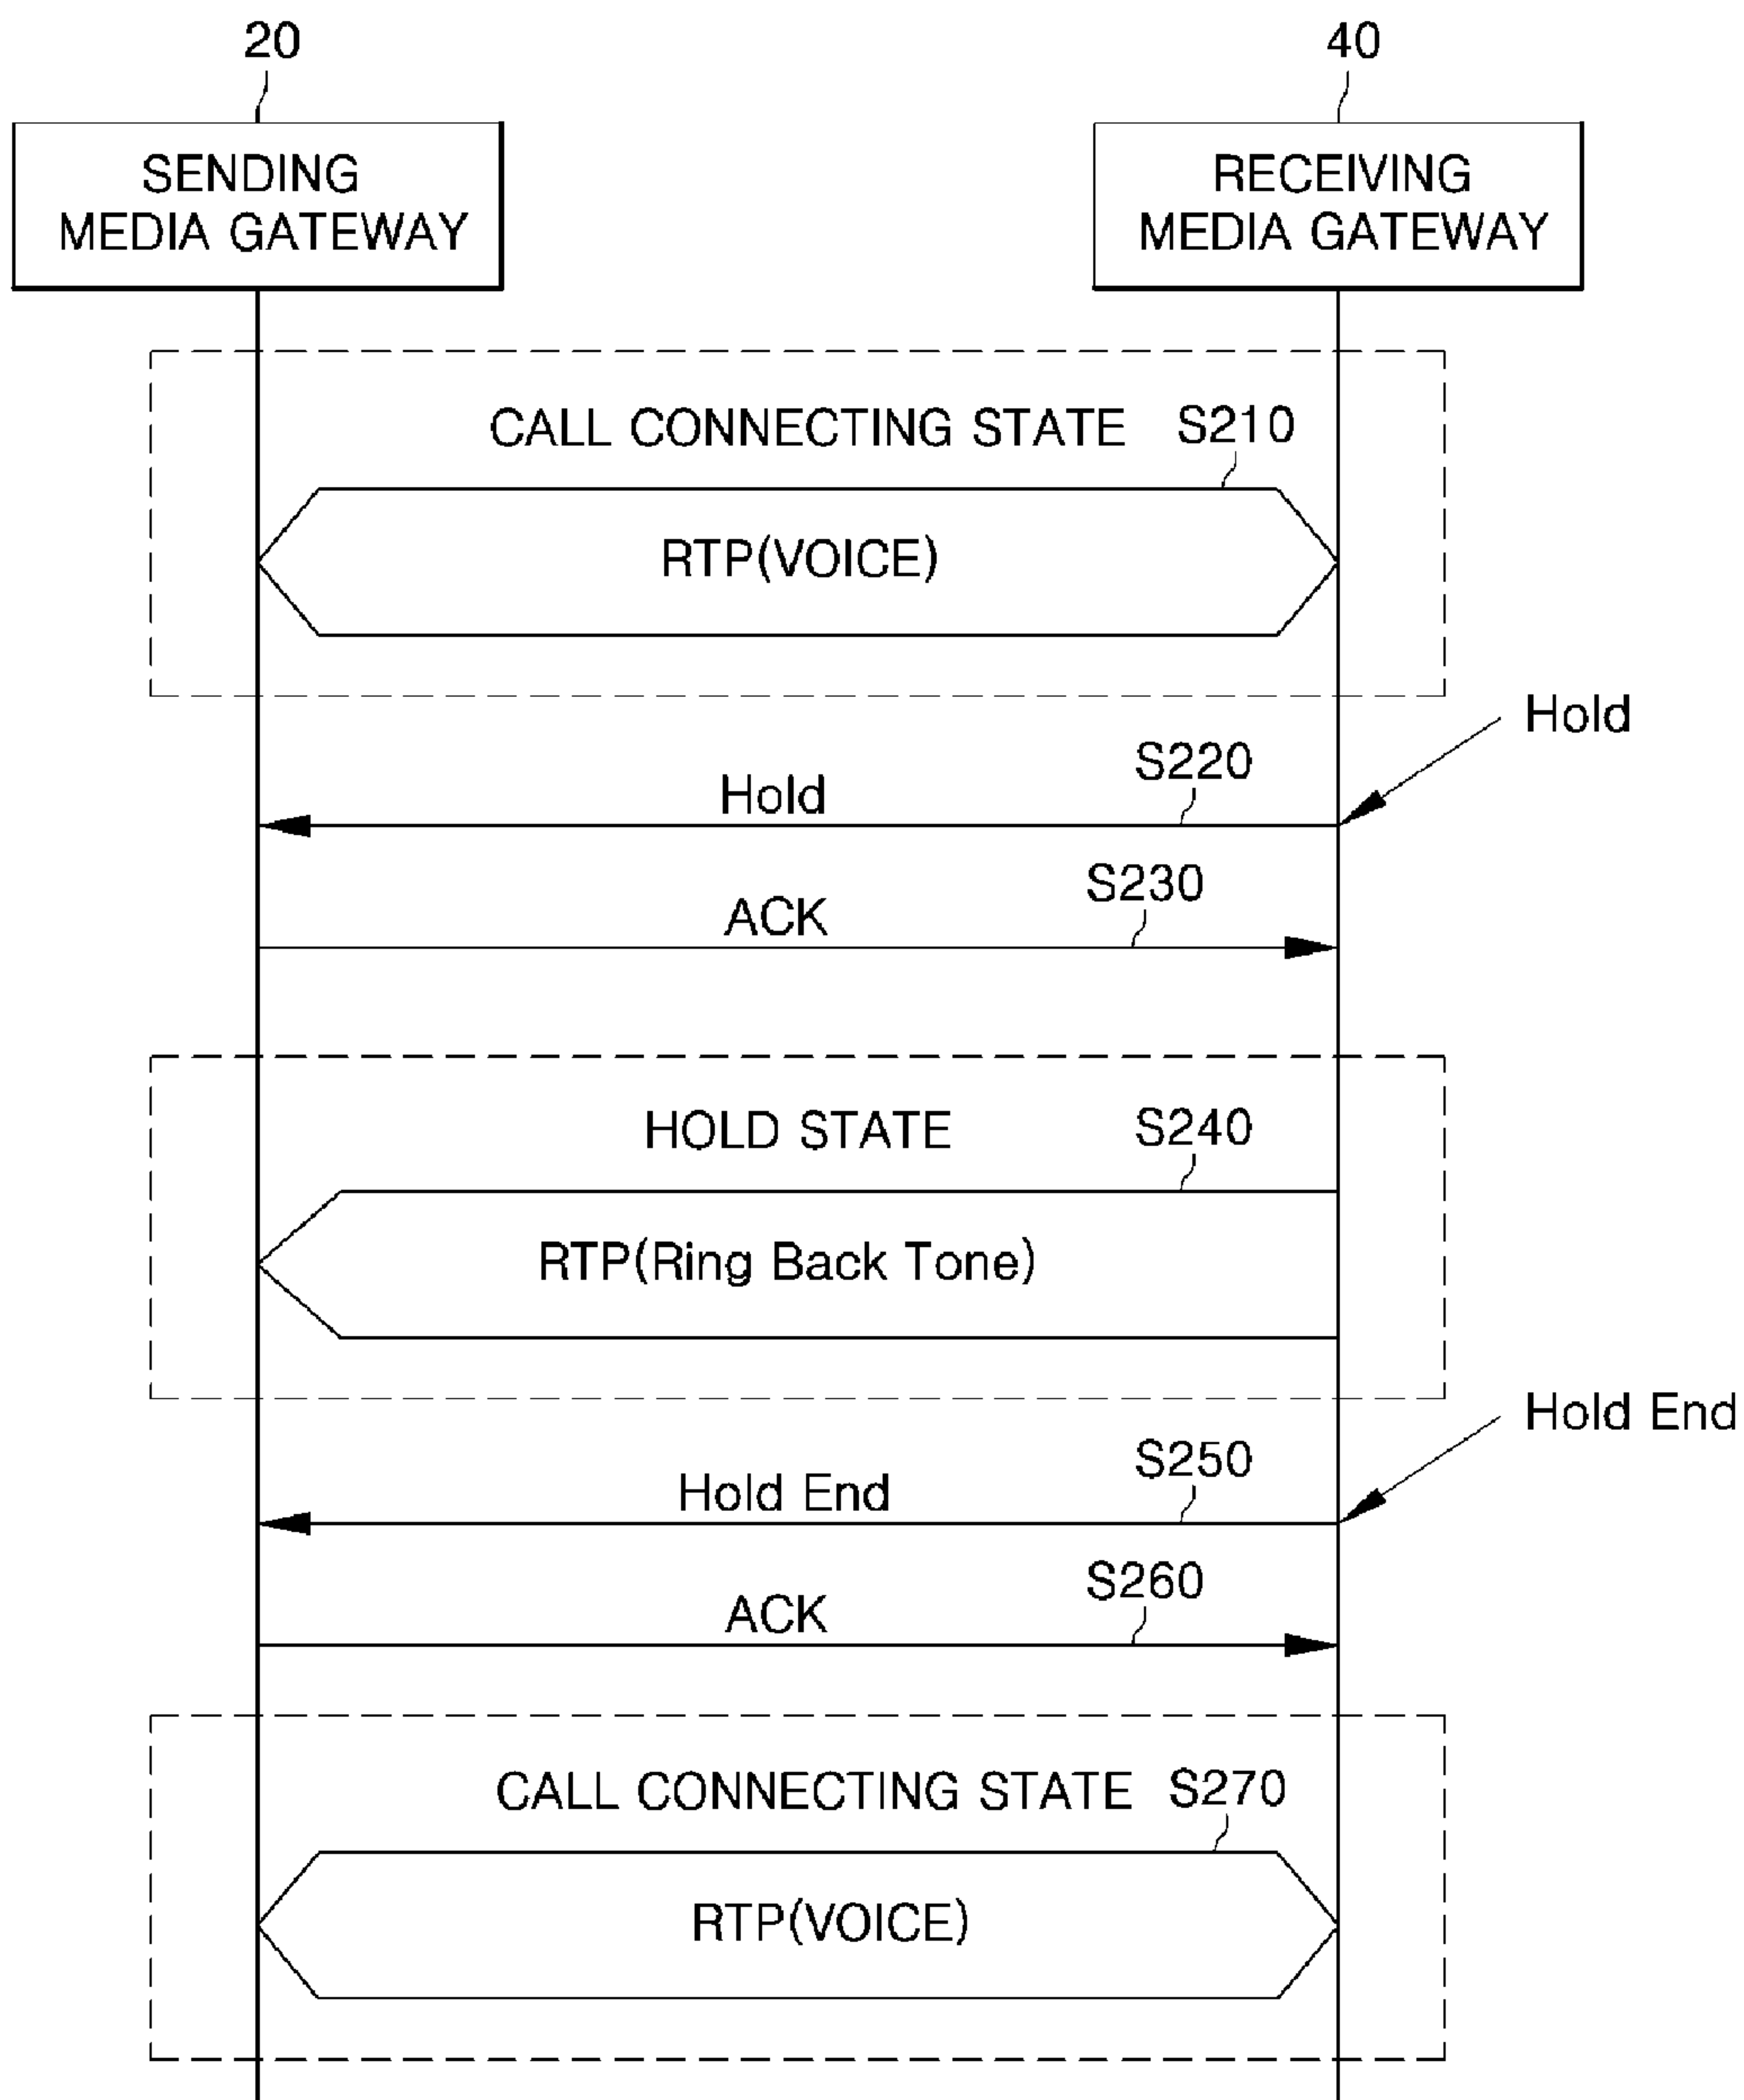 20
40
SENDING
MEDIA GATEWAY
RECEIVING
MEDIA GATEWAY
CALL CONNECTING STATE
S210
RTP(VOICE)
Hold
S220
Hold
S230
ACK
HOLD STATE
S240
RTP(Ring Back Tone)
Hold End
S250
Hold End
S260
ACK
CALL CONNECTING STATE
S270
RTP(VOICE)